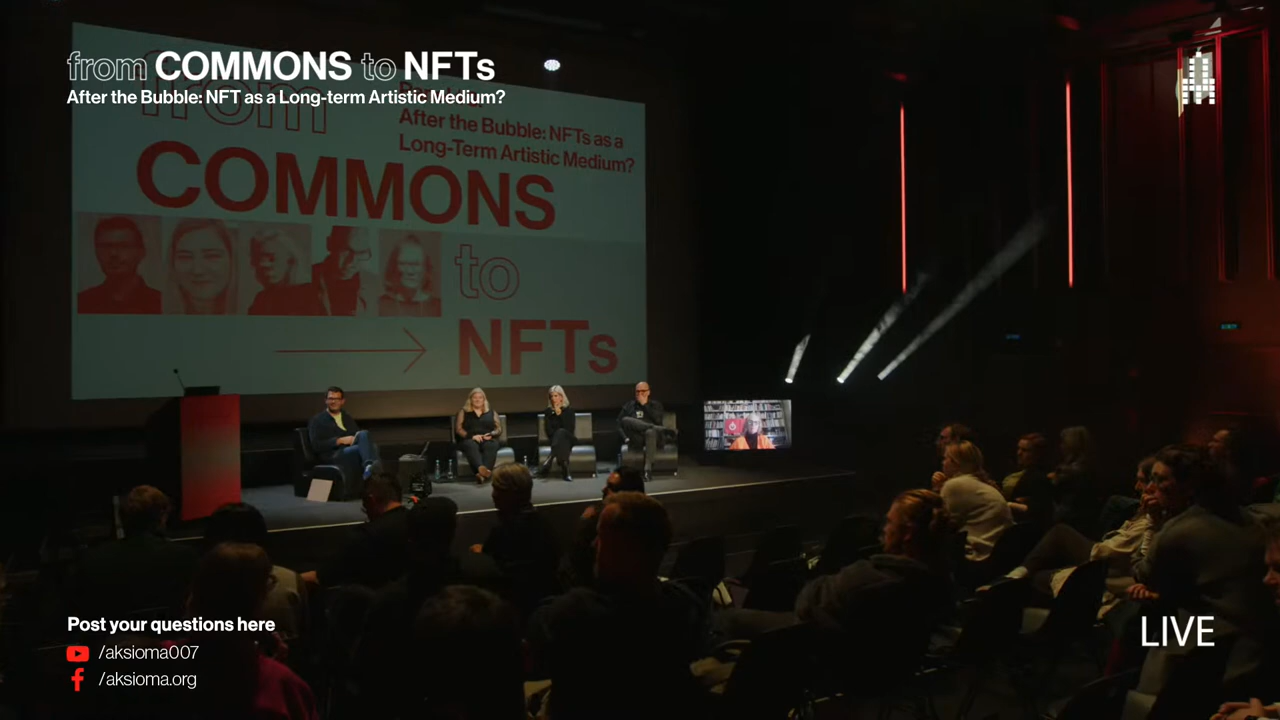 from COMMONS to NFTs
After the Bubble: NFT as a Long-term Artistic Medium?
from
After the Bubble: NFTs as a
Long-Term Artistic Medium?
COMMONS
to
NFTs
Post your questions here
/aksioma007
/aksioma.org
LIVE